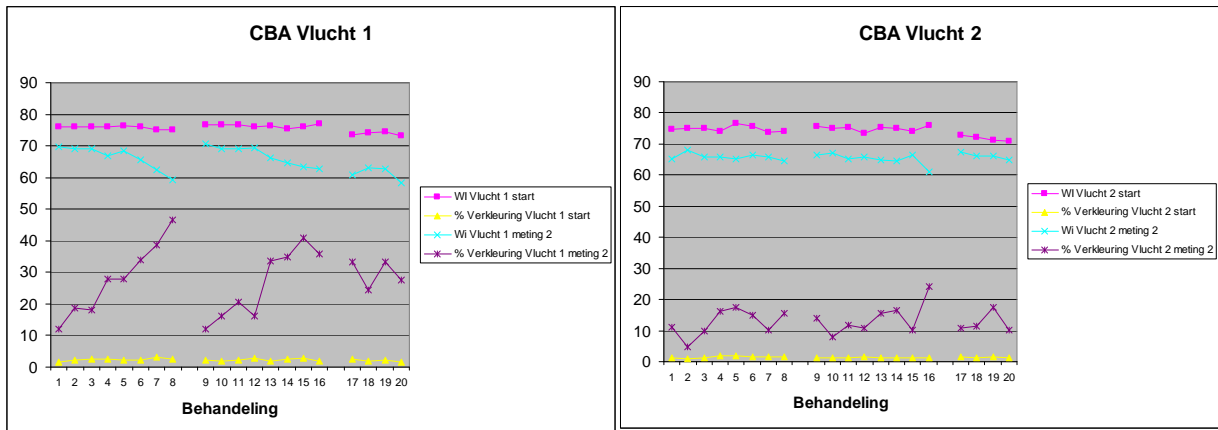 CBA Vlucht 1
90
80
70
60
50
40
30
20
10
0
1 2 3 4 5 6 7 8 9 10 11 12 13 14 15 16 17 18 19 20
Behandeling
WI Vlucht 1 start
% Verkleuring Vlucht 1 start
Wi Vlucht 1 meting 2
% Verkleuring Vlucht 1 meting 2
CBA Vlucht 2
90
80
70
60
50
40
30
20
10
0
1 2 3 4 5 6 7 8 9 10 11 12 13 14 15 16 17 18 19 20
Behandeling
WI Vlucht 2 start
% Verkleuring Vlucht 2 start
Wi Vlucht 2 meting 2
% Verkleuring Vlucht 2 meting 2